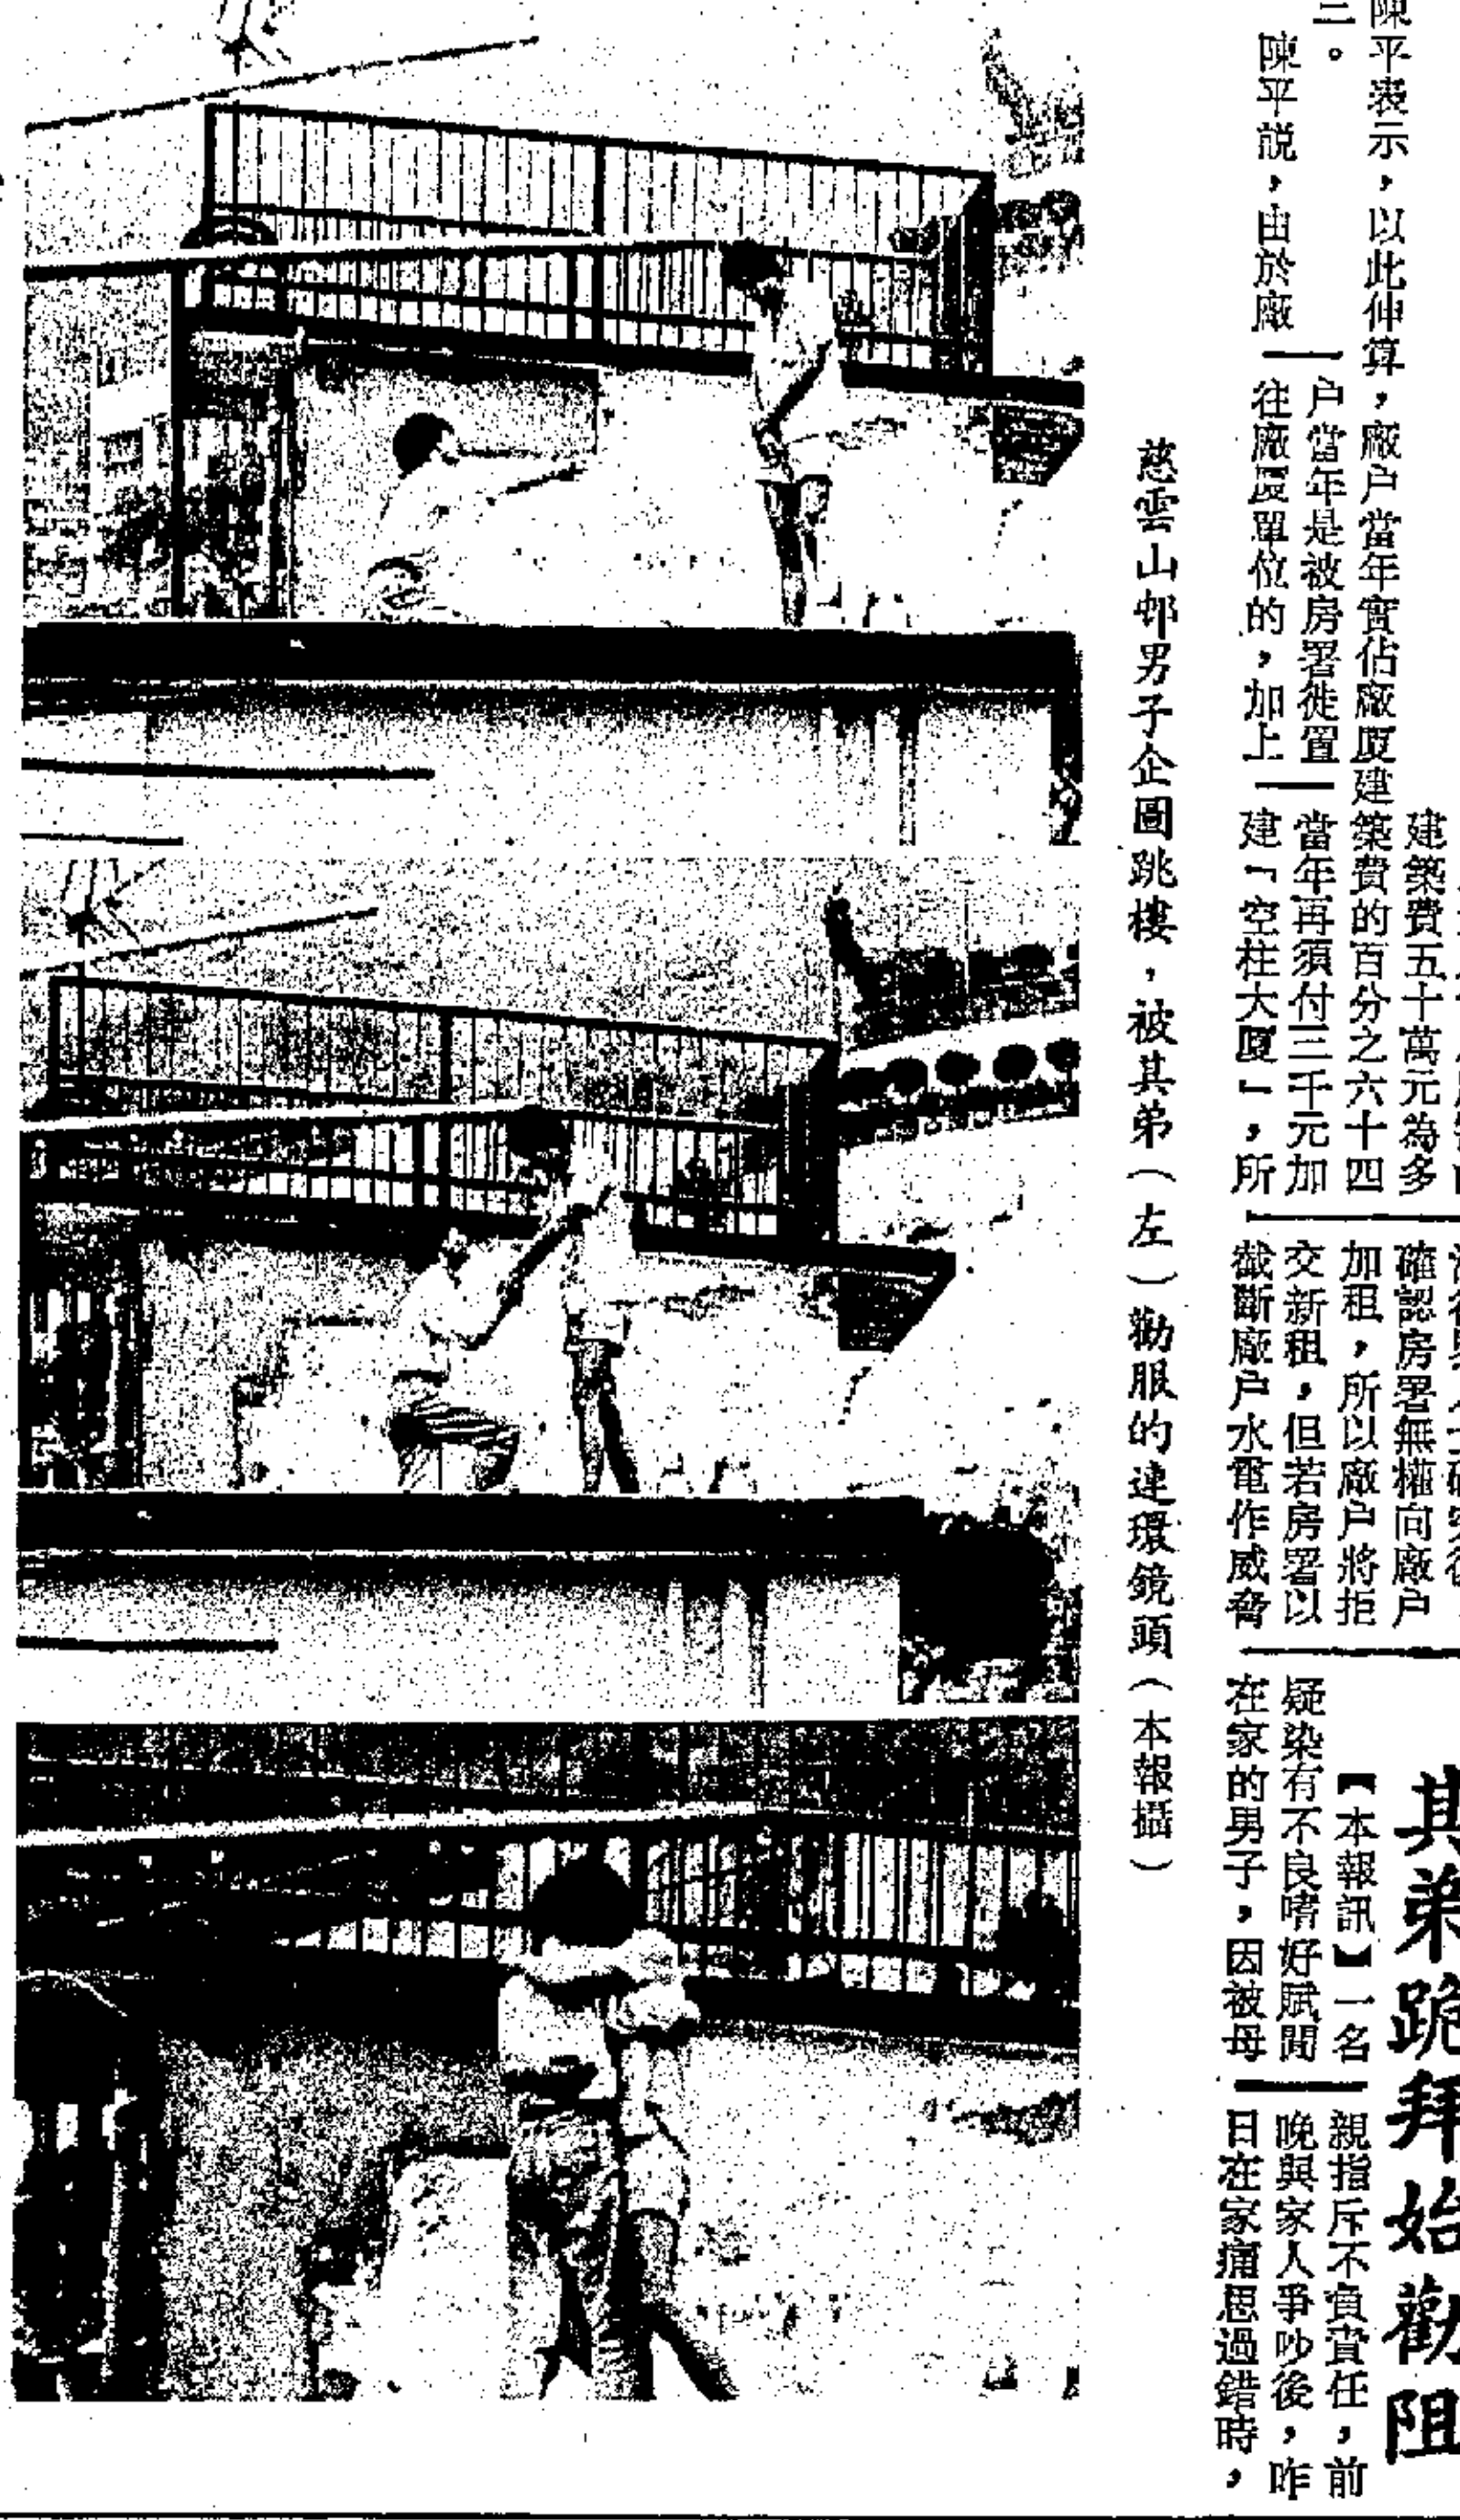 建築費五十萬元為多
陳平表示，以此伸算，廠户當年實佔廠厦建築費的百分之六十四
三。
陳平說，由於廠
户當年是被房署徙置
往廠厦單位的，加上
當年再須付三千元加
建「空柱大厦」，所
確認房署無權向廠户
加租，所以廠户將拒
交新租，但若房署以
截斷廠户水電作威脅
其弟跪拜始勸阻
【本報訊】一名
疑染有不良嗜好賦閒
在家的男子，因被母
親指斥不負責任，前
晚與家人爭吵後，昨
日在家痛思過錯時，
慈雲山邨男子企圖跳樓，被其弟（左）勸服的連環鏡頭（本報攝）